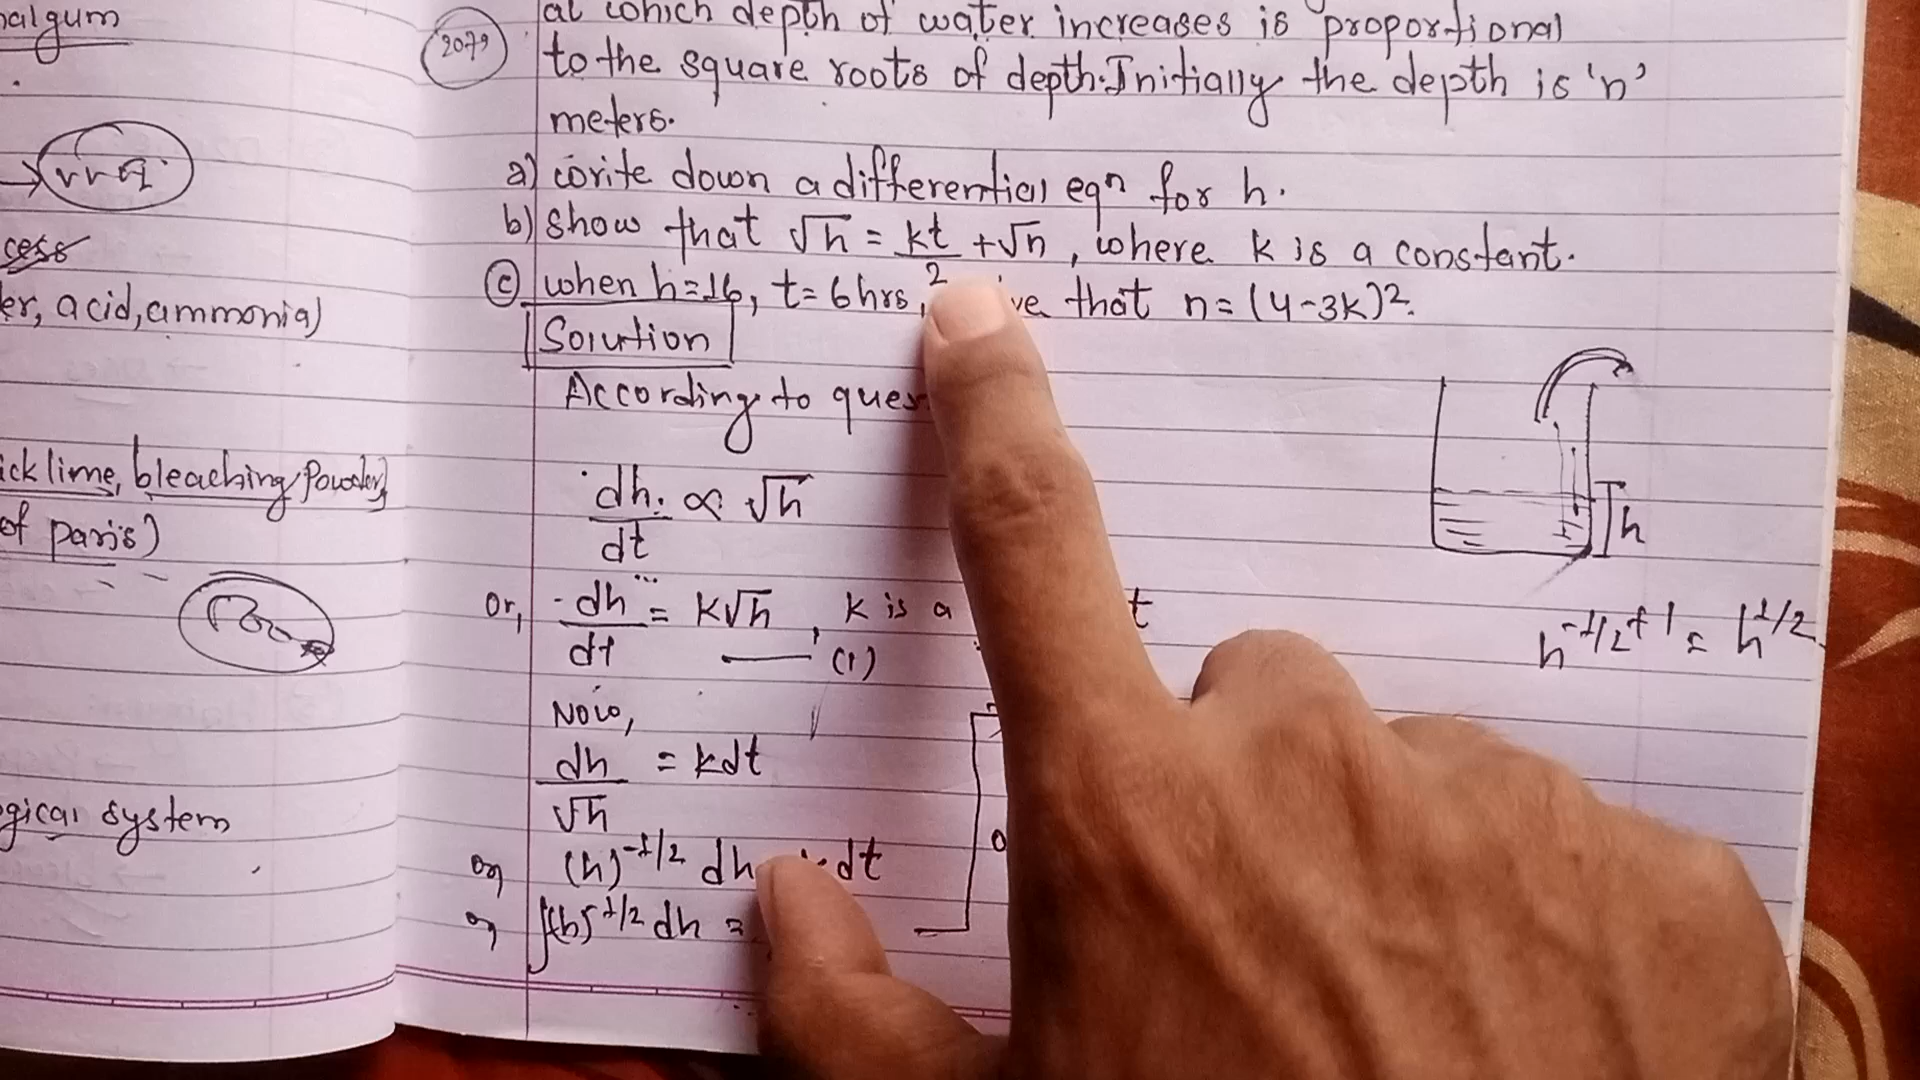 nalgum
cess
er, acid, ammonia)
ick lime, bleaching Powder)
of paris)
gical system
2079
at which depth of water increases is proportional
to the square roots of depth. Initially the depth is 'n'
meters.
a) write down a differential eqⁿ for h.
b) show that √h = kt/2 + √n, where k is a constant.
c) when h=16, t=6hrs, that n=(4-3k)².
Solution
According to ques
dh/dt ∝ √h
or, dh/dt = k√h, k is a t
(1)
Now,
dh/√h = kdt
or, (h)^-1/2 dh dt
or, ∫(h)^-1/2 dh =
h
h^-1/2+1 = h^1/2